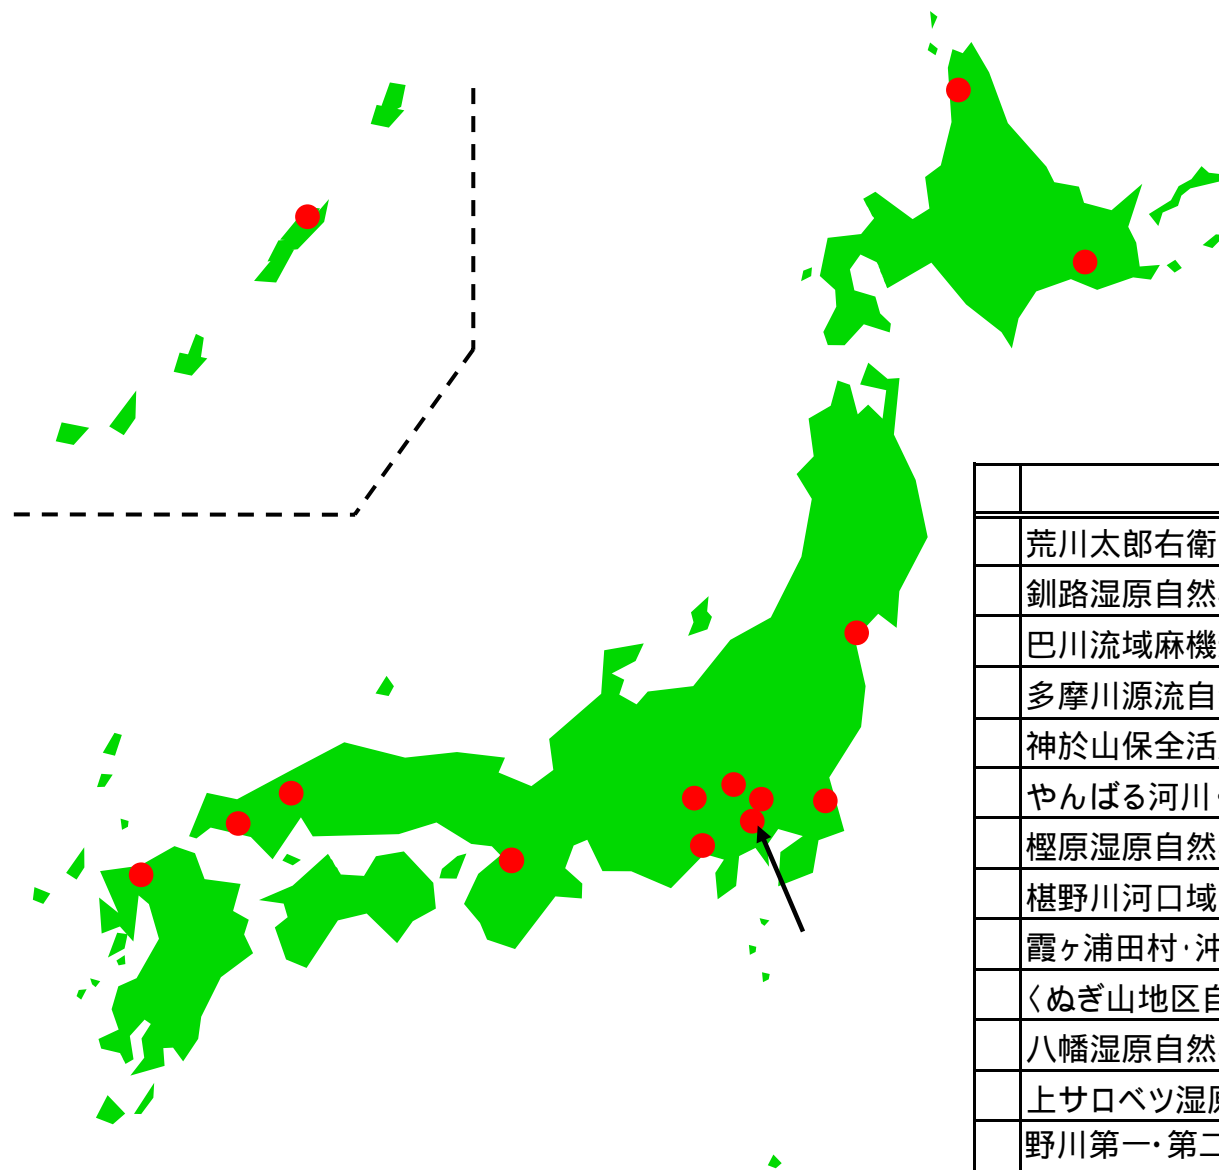 荒川太郎右衛
釧路湿原自然
巴川流域麻機
多摩川源流自
神於山保全活
やんばる河川・
樫原湿原自然
椹野川河口域
霞ヶ浦田村・沖
くぬぎ山地区自
八幡湿原自然
上サロベツ湿原
野川第一・第二